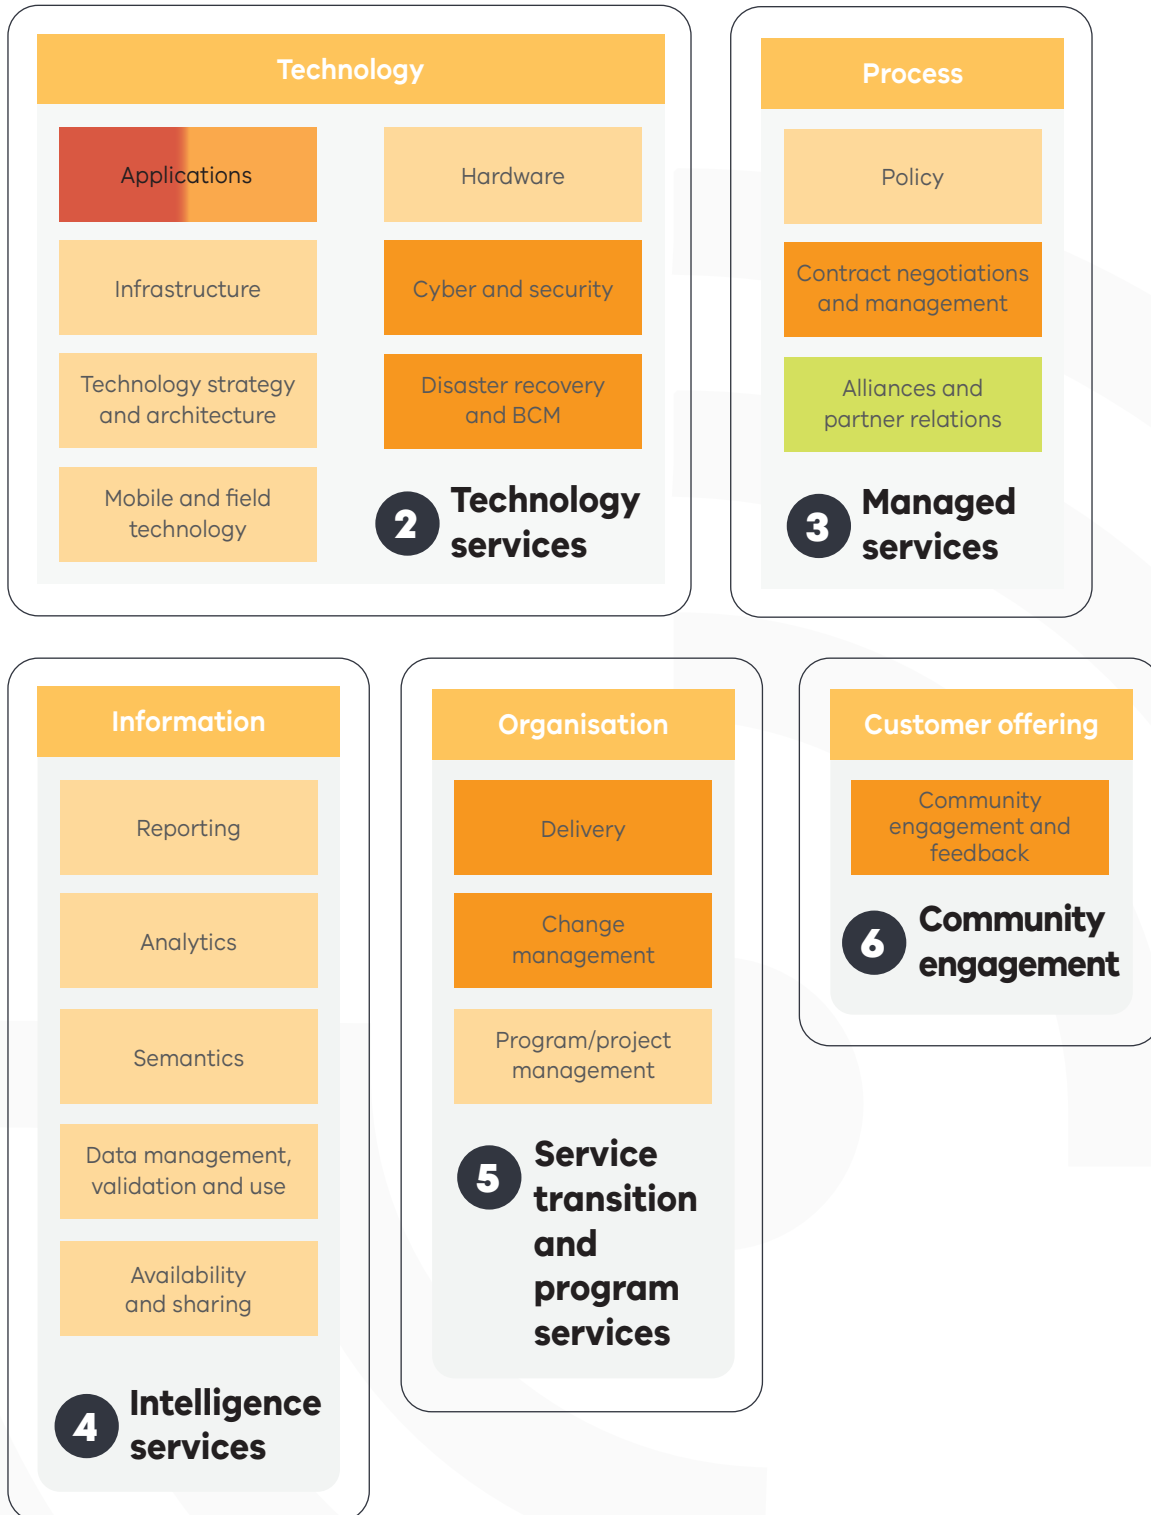 Technology
Applications
Hardware
Infrastructure
Cyber and security
Technology strategy
and architecture
Disaster recovery
and BCM
Mobile and field
technology
2
Technology
services
Process
Policy
Contract negotiations
and management
Alliances and
partner relations
3
Managed
services
Information
Reporting
Analytics
Semantics
Data management,
validation and use
Availability
and sharing
4
Intelligence
services
Organisation
Delivery
Change
management
Program/project
management
5
Service
transition
and
program
services
Customer offering
Community
engagement and
feedback
6
Community
engagement